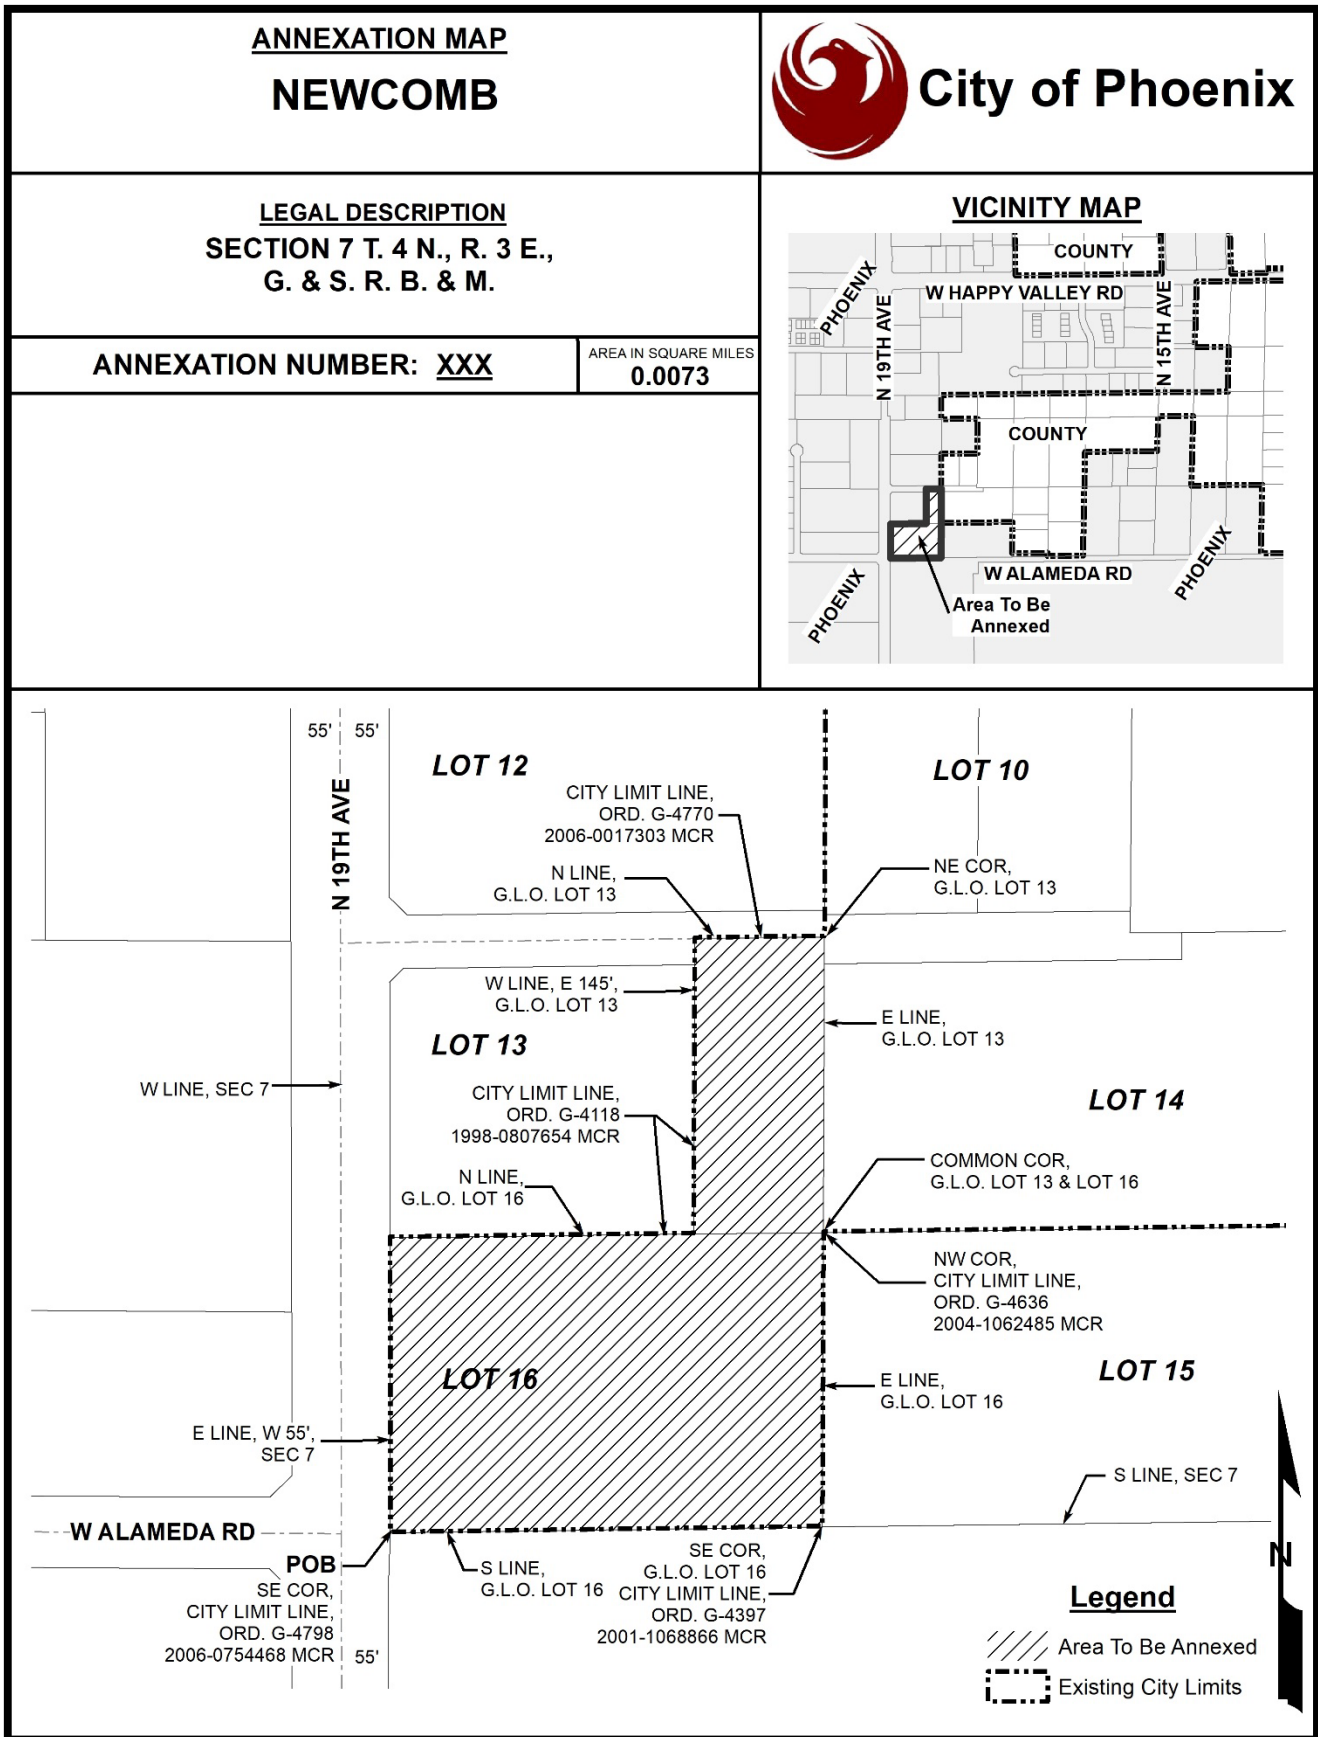 ANNEXATION MAP
NEWCOMB
City of Phoenix
LEGAL DESCRIPTION
SECTION 7 T. 4 N., R. 3 E.,
G. & S. R. B. & M.
ANNEXATION NUMBER: XXX
AREA IN SQUARE MILES
0.0073
VICINITY MAP
COUNTY
PHOENIX
W HAPPY VALLEY RD
N 19TH AVE
N 15TH AVE
COUNTY
PHOENIX
W ALAMEDA RD
PHOENIX
Area To Be
Annexed
55' 55'
N 19TH AVE
LOT 12
LOT 10
CITY LIMIT LINE,
ORD. G-4770
2006-0017303 MCR
N LINE,
G.L.O. LOT 13
NE COR,
G.L.O. LOT 13
W LINE, E 145',
G.L.O. LOT 13
E LINE,
G.L.O. LOT 13
LOT 13
W LINE, SEC 7
CITY LIMIT LINE,
ORD. G-4118
1998-0807654 MCR
LOT 14
N LINE,
G.L.O. LOT 16
COMMON COR,
G.L.O. LOT 13 & LOT 16
NW COR,
CITY LIMIT LINE,
ORD. G-4636
2004-1062485 MCR
LOT 16
LOT 15
E LINE,
G.L.O. LOT 16
E LINE, W 55',
SEC 7
S LINE, SEC 7
W ALAMEDA RD
POB
SE COR,
CITY LIMIT LINE,
ORD. G-4798
2006-0754468 MCR
55'
S LINE,
G.L.O. LOT 16
SE COR,
G.L.O. LOT 16
CITY LIMIT LINE,
ORD. G-4397
2001-1068866 MCR
N
Legend
Area To Be Annexed
Existing City Limits